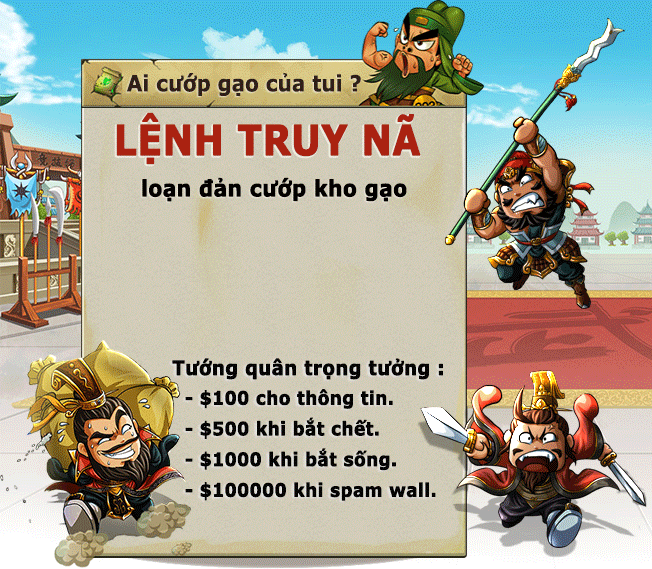 Ai cướp gạo của tui ?
LỆNH TRUY NÃ
loạn đản cướp kho gạo
Tướng quân trọng tưởng :
- $100 cho thông tin.
- $500 khi bắt chết.
- $1000 khi bắt sống.
- $100000 khi spam wall.